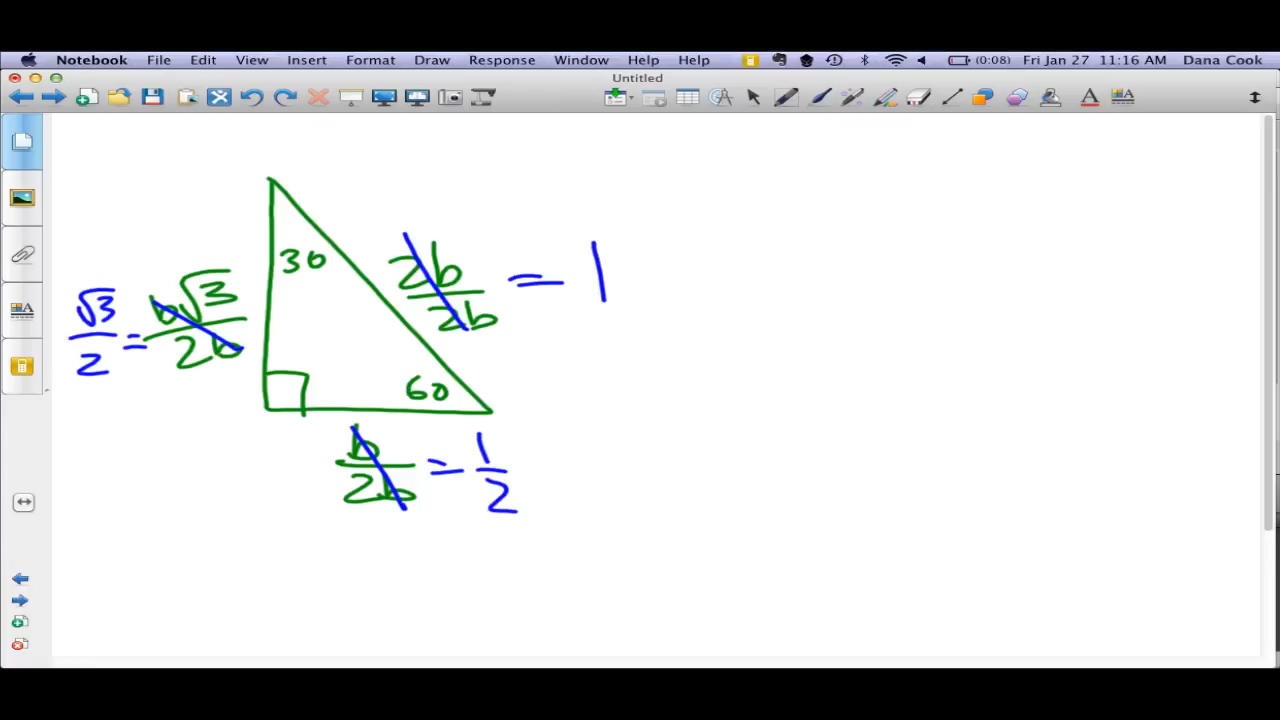 Notebook File Edit View Insert Format Draw Response Window Help Help (0:08) Fri Jan 27 11:16 AM Dana Cook
Untitled
30
2b/2b = 1
√3/2 = b√3/2b
60
b/2b = 1/2